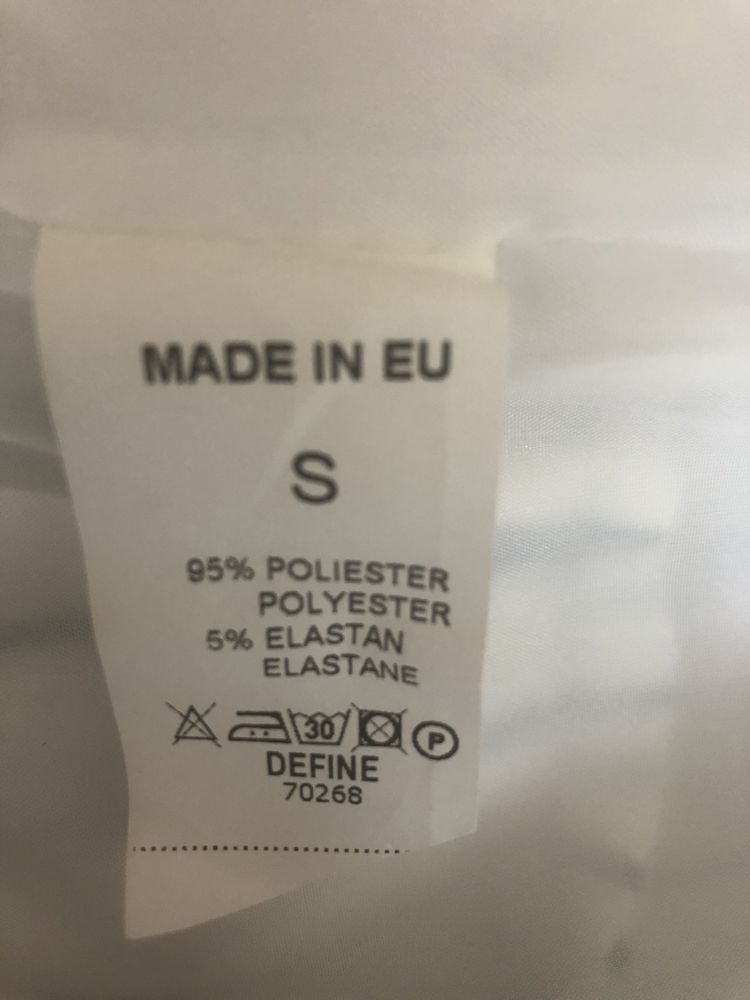 MADE IN EU
S
95% POLIESTER
POLYESTER
5% ELASTAN
ELASTANE
30 P
DEFINE
70268